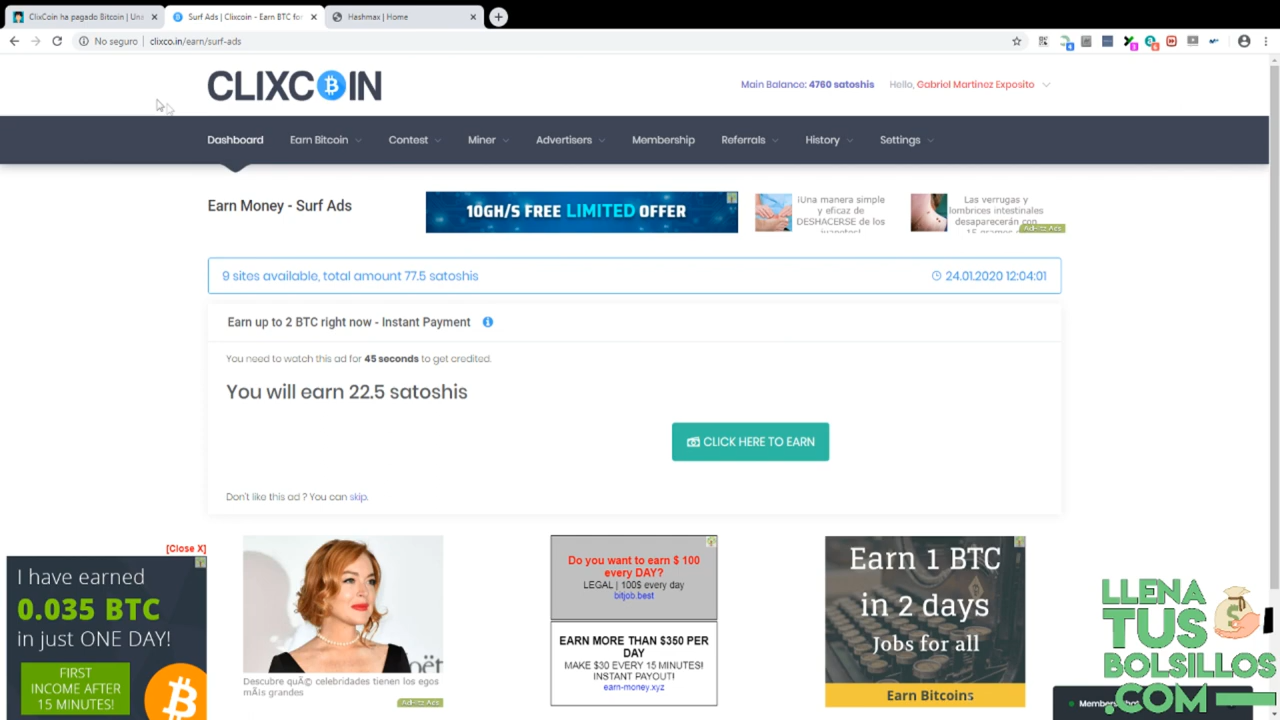 ClixCoin ha pagado Bitcoin | Un
Surf Ads | Clixcoin - Earn BTC fo
Hashmax | Home
No seguro | clixco.in/earn/surf-ads
CLIXCOIN
Main Balance: 4760 satoshis
Hello, Gabriel Martinez Exposito
Dashboard
Earn Bitcoin
Contest
Miner
Advertisers
Membership
Referrals
History
Settings
Earn Money - Surf Ads
10GH/S FREE LIMITED OFFER
¡Una manera simple
y eficaz de
DESHACERSE de los
Las verrugas y
lombrices intestinales
desaparecerán con
9 sites available, total amount 77.5 satoshis
24.01.2020 12:04:01
Earn up to 2 BTC right now - Instant Payment
You need to watch this ad for 45 seconds to get credited.
You will earn 22.5 satoshis
CLICK HERE TO EARN
Don't like this ad ? You can skip.
[Close X]
I have earned
0.035 BTC
in just ONE DAY!
FIRST
INCOME AFTER
15 MINUTES!
Descubre quÃ© celebridades tienen los egos
mÃ¡s grandes
Do you want to earn $ 100
every DAY?
LEGAL | 100$ every day
bitjob.best
EARN MORE THAN $350 PER
DAY
MAKE $30 EVERY 15 MINUTES!
INSTANT PAYOUT!
earn-money.xyz
Earn 1 BTC
in 2 days
Jobs for all
Earn Bitcoins
LLENA
TUS
BOLSILLOS
.COM